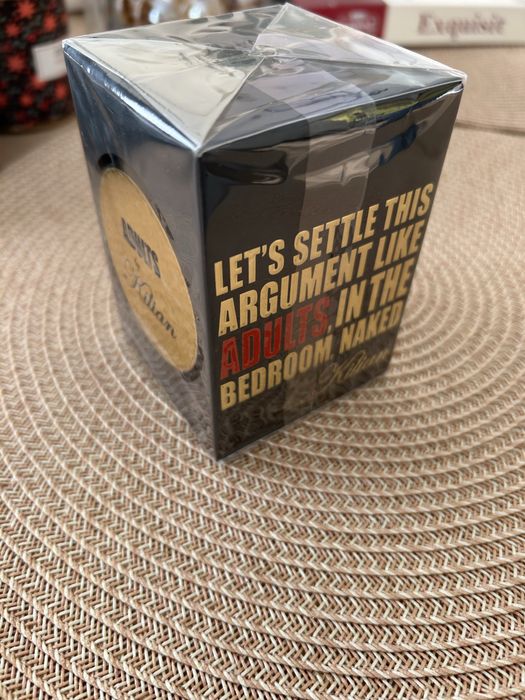 Exquisit
ADULTS
Kilian
LET'S SETTLE THIS
ARGUMENT LIKE
ADULTS, IN THE
BEDROOM, NAKED
Kilian